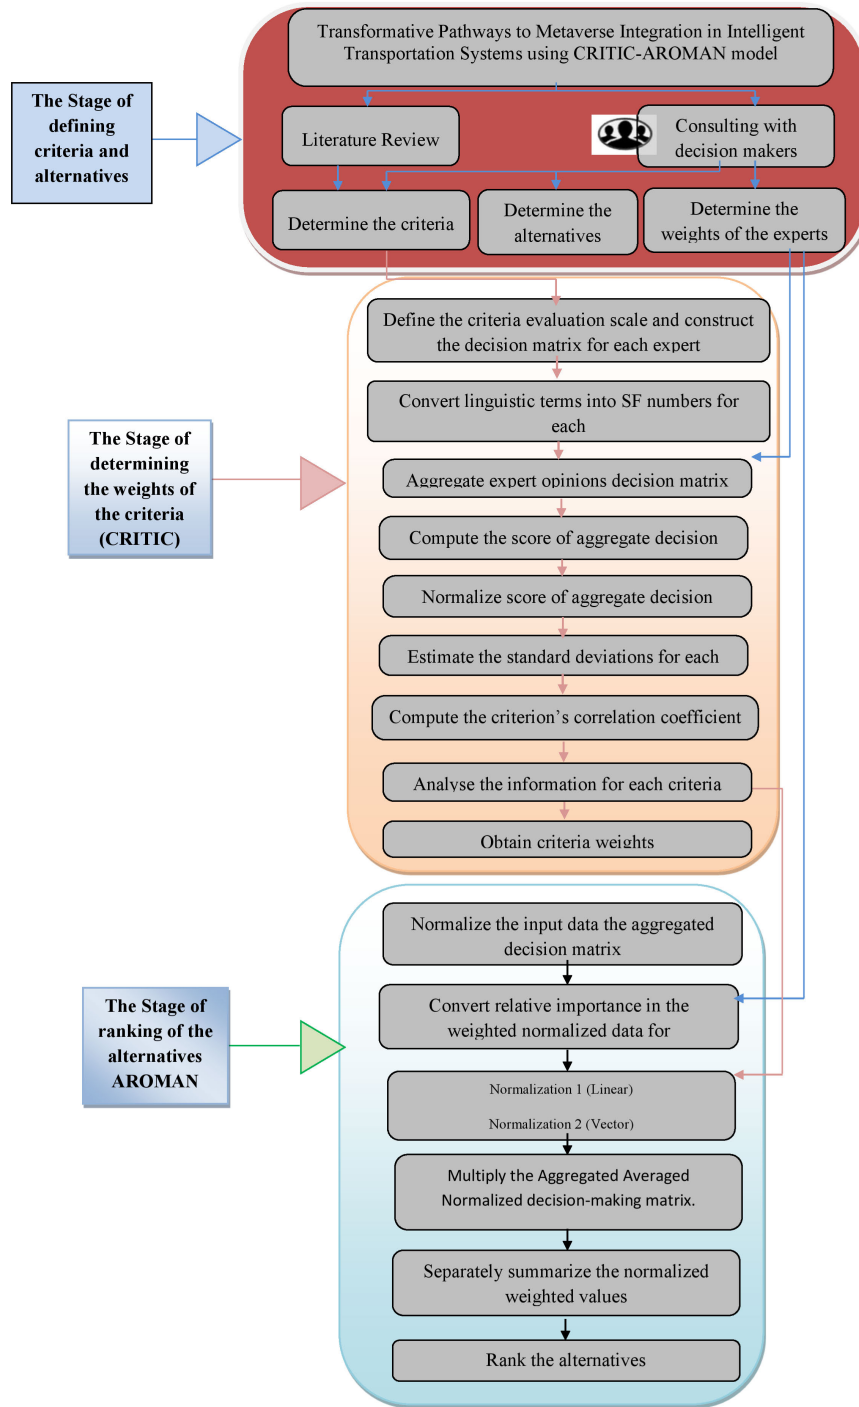 Transformative Pathways to Metaverse Integration in Intelligent
Transportation Systems using CRITIC-AROMAN model
The Stage of
defining
criteria and
alternatives
Literature Review
Consulting with
decision makers
Determine the criteria
Determine the
alternatives
Determine the
weights of the experts
Define the criteria evaluation scale and construct
the decision matrix for each expert
Convert linguistic terms into SF numbers for
each
The Stage of
determining
the weights of
the criteria
(CRITIC)
Aggregate expert opinions decision matrix
Compute the score of aggregate decision
Normalize score of aggregate decision
Estimate the standard deviations for each
Compute the criterion's correlation coefficient
Analyse the information for each criteria
Obtain criteria weights
Normalize the input data the aggregated
decision matrix
The Stage of
ranking of the
alternatives
AROMAN
Convert relative importance in the
weighted normalized data for
Normalization 1 (Linear)
Normalization 2 (Vector)
Multiply the Aggregated Averaged
Normalized decision-making matrix.
Separately summarize the normalized
weighted values
Rank the alternatives